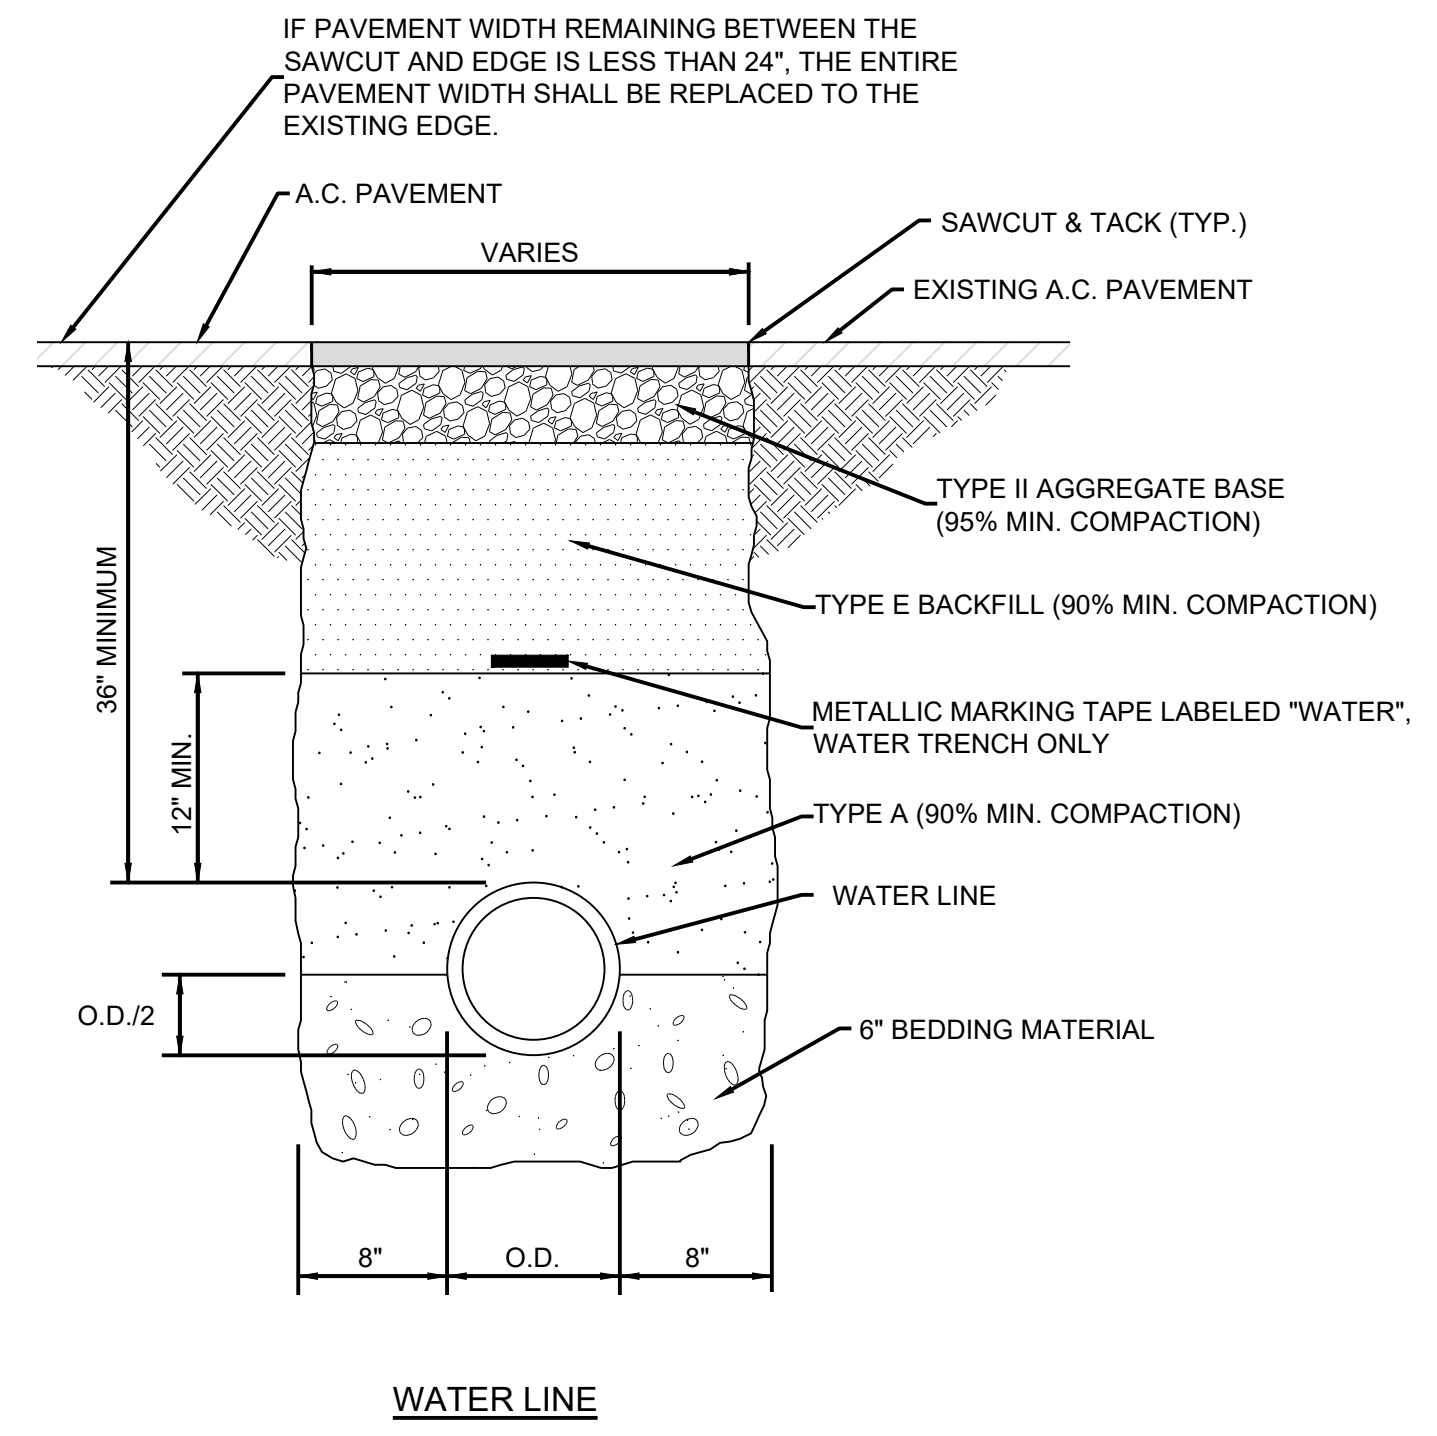 IF PAVEMENT WIDTH REMAINING BETWEEN THE
SAWCUT AND EDGE IS LESS THAN 24", THE ENTIRE
PAVEMENT WIDTH SHALL BE REPLACED TO THE
EXISTING EDGE.
A.C. PAVEMENT
SAWCUT & TACK (TYP.)
VARIES
EXISTING A.C. PAVEMENT
TYPE II AGGREGATE BASE
(95% MIN. COMPACTION)
TYPE E BACKFILL (90% MIN. COMPACTION)
36" MINIMUM
METALLIC MARKING TAPE LABELED "WATER",
WATER TRENCH ONLY
12" MIN.
TYPE A (90% MIN. COMPACTION)
WATER LINE
O.D./2
6" BEDDING MATERIAL
8"
O.D.
8"
WATER LINE